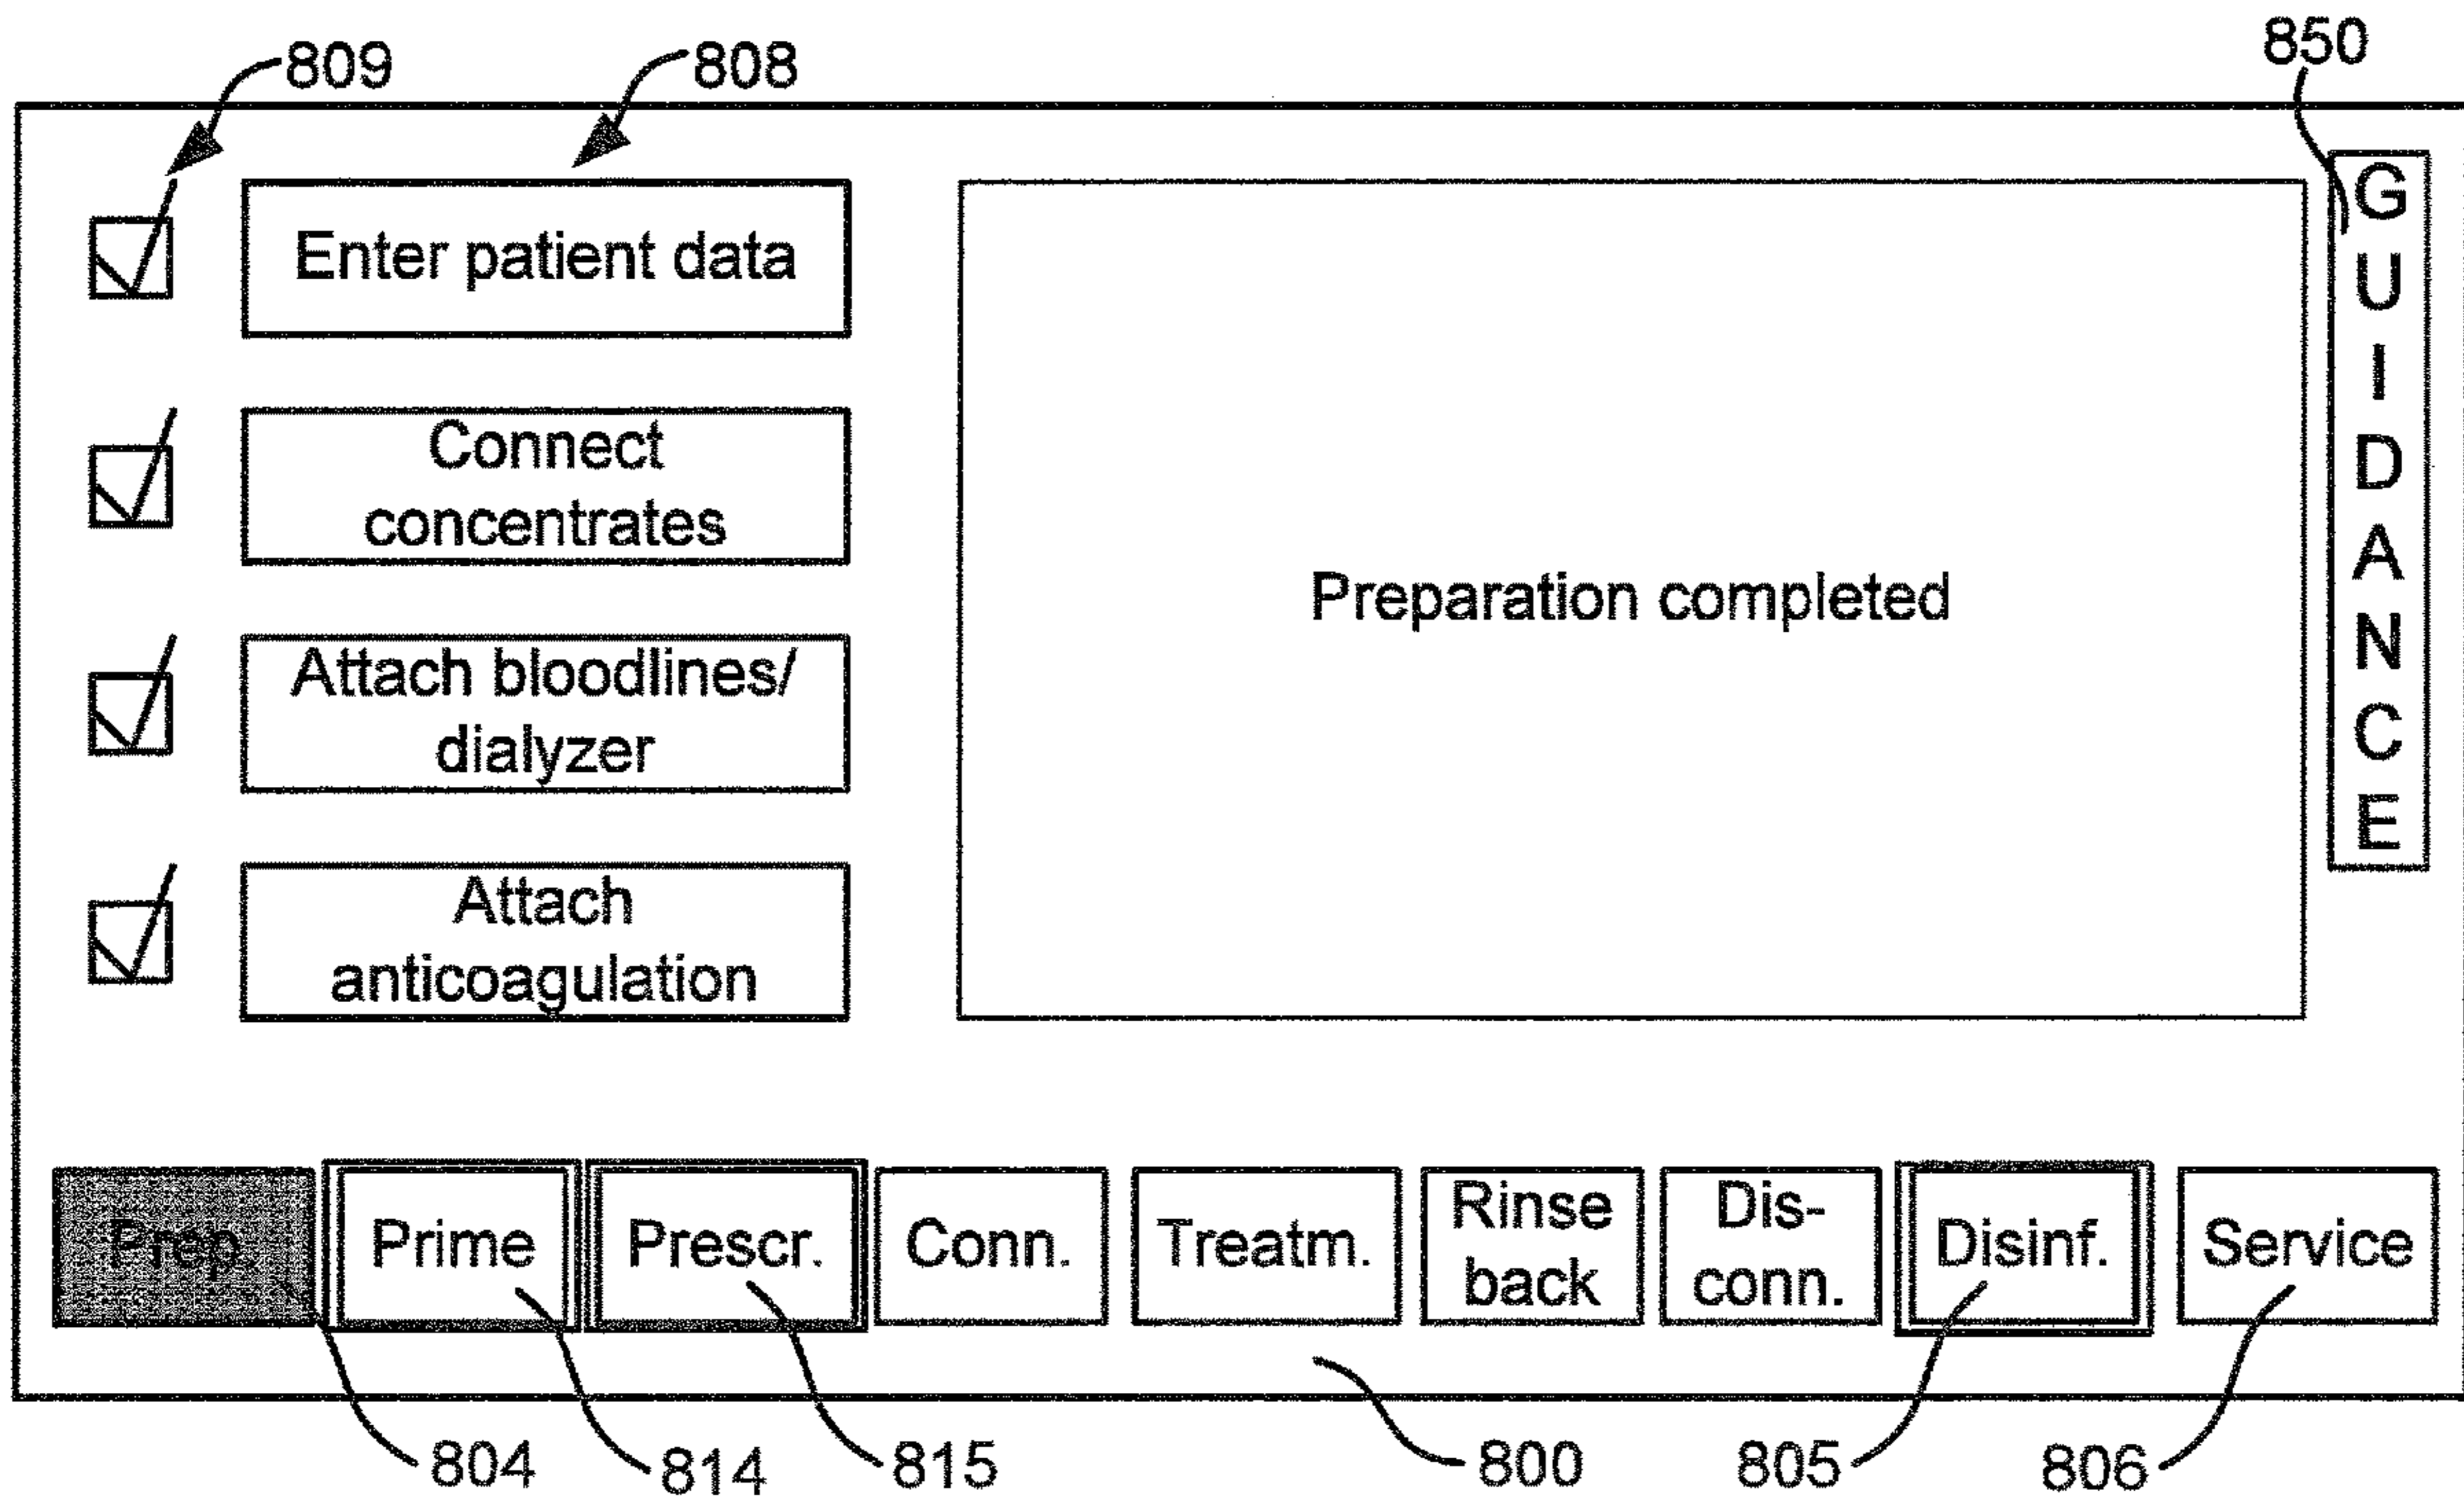 809
808
850
Enter patient data
Connect
concentrates
Attach bloodlines/
dialyzer
Attach
anticoagulation
Preparation completed
GUIDANCE
Prep.
Prime
Prescr.
Conn.
Treatm.
Rinse
back
Dis-
conn.
Disinf.
Service
804
814
815
800
805
806